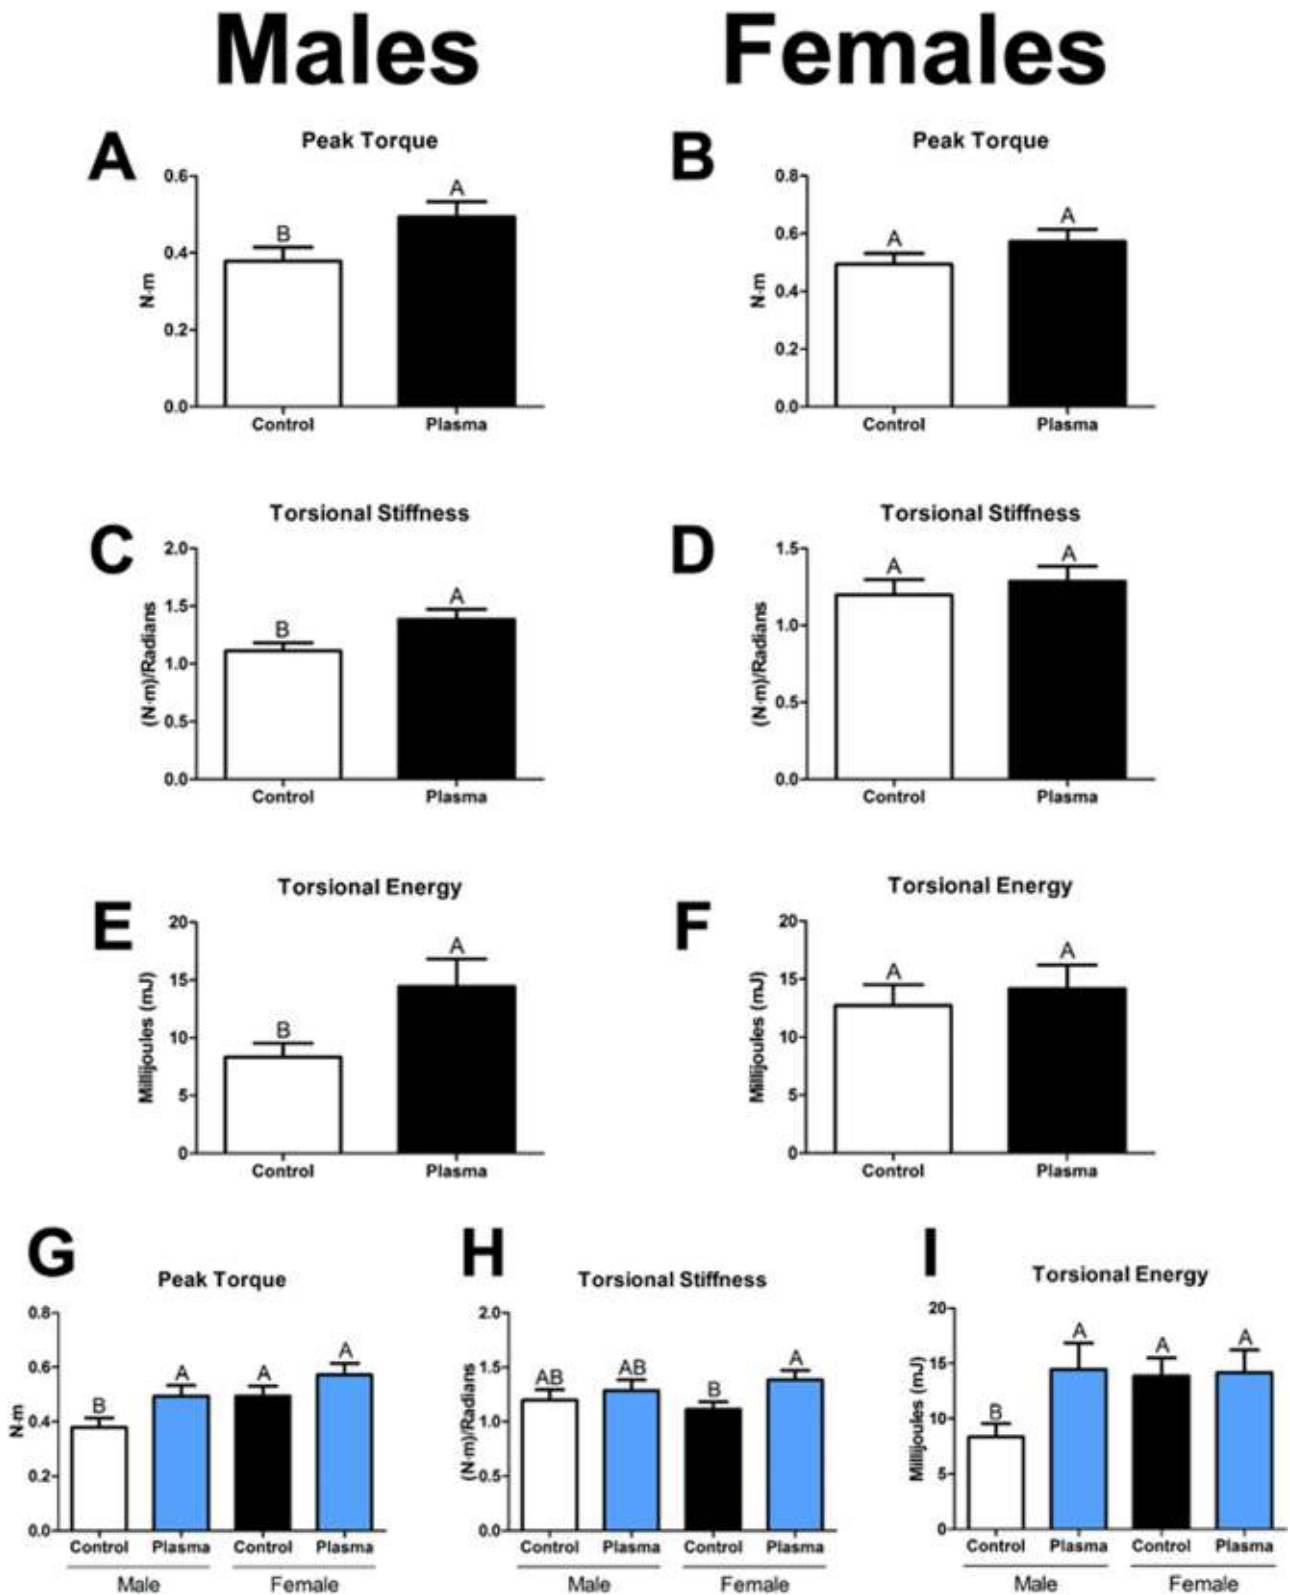 Males Females
A Peak Torque
0.6
0.4
0.2
0.0
N·m
B A
Control Plasma
B Peak Torque
0.8
0.6
0.4
0.2
0.0
N·m
A A
Control Plasma
C Torsional Stiffness
2.0
1.5
1.0
0.5
0.0
(N·m)/Radians
B A
Control Plasma
D Torsional Stiffness
1.5
1.0
0.5
0.0
(N·m)/Radians
A A
Control Plasma
E Torsional Energy
20
15
10
5
0
Millijoules (mJ)
B A
Control Plasma
F Torsional Energy
20
15
10
5
0
Millijoules (mJ)
A A
Control Plasma
G Peak Torque
0.8
0.6
0.4
0.2
0.0
N·m
B A A A
Control Plasma Control Plasma
Male Female
H Torsional Stiffness
2.0
1.5
1.0
0.5
0.0
(N·m)/Radians
AB AB B A
Control Plasma Control Plasma
Male Female
I Torsional Energy
20
15
10
5
0
Millijoules (mJ)
B A A A
Control Plasma Control Plasma
Male Female